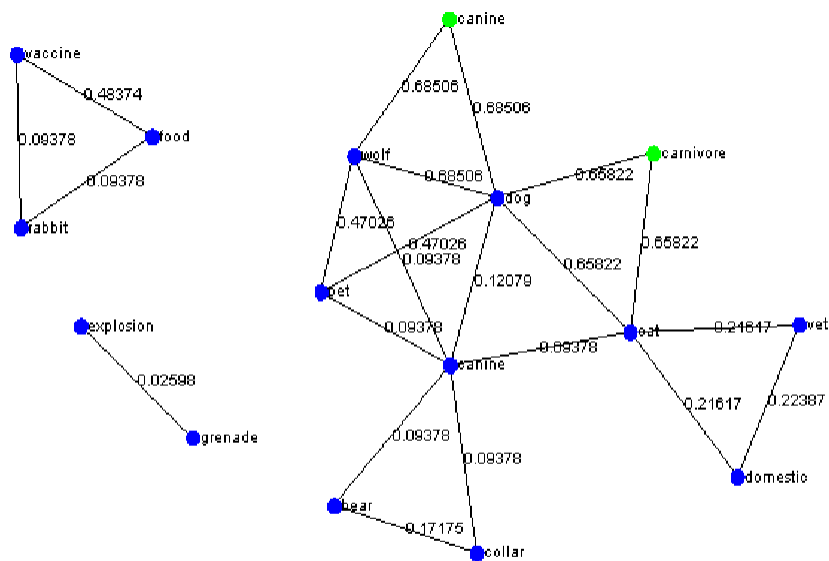 canine
vaccine
0.68506
0.48374
0.68506
food
0.09378
wolf
carnivore
0.68506
0.65822
0.09378
dog
0.47026
rabbit
0.47026
0.65822
0.09378
0.65822
0.12079
pet
explosion
0.09378
cat
0.24617
vet
0.09378
canine
0.02598
0.22387
0.21617
grenade
0.09378
0.09378
domestic
bear
0.17175
collar